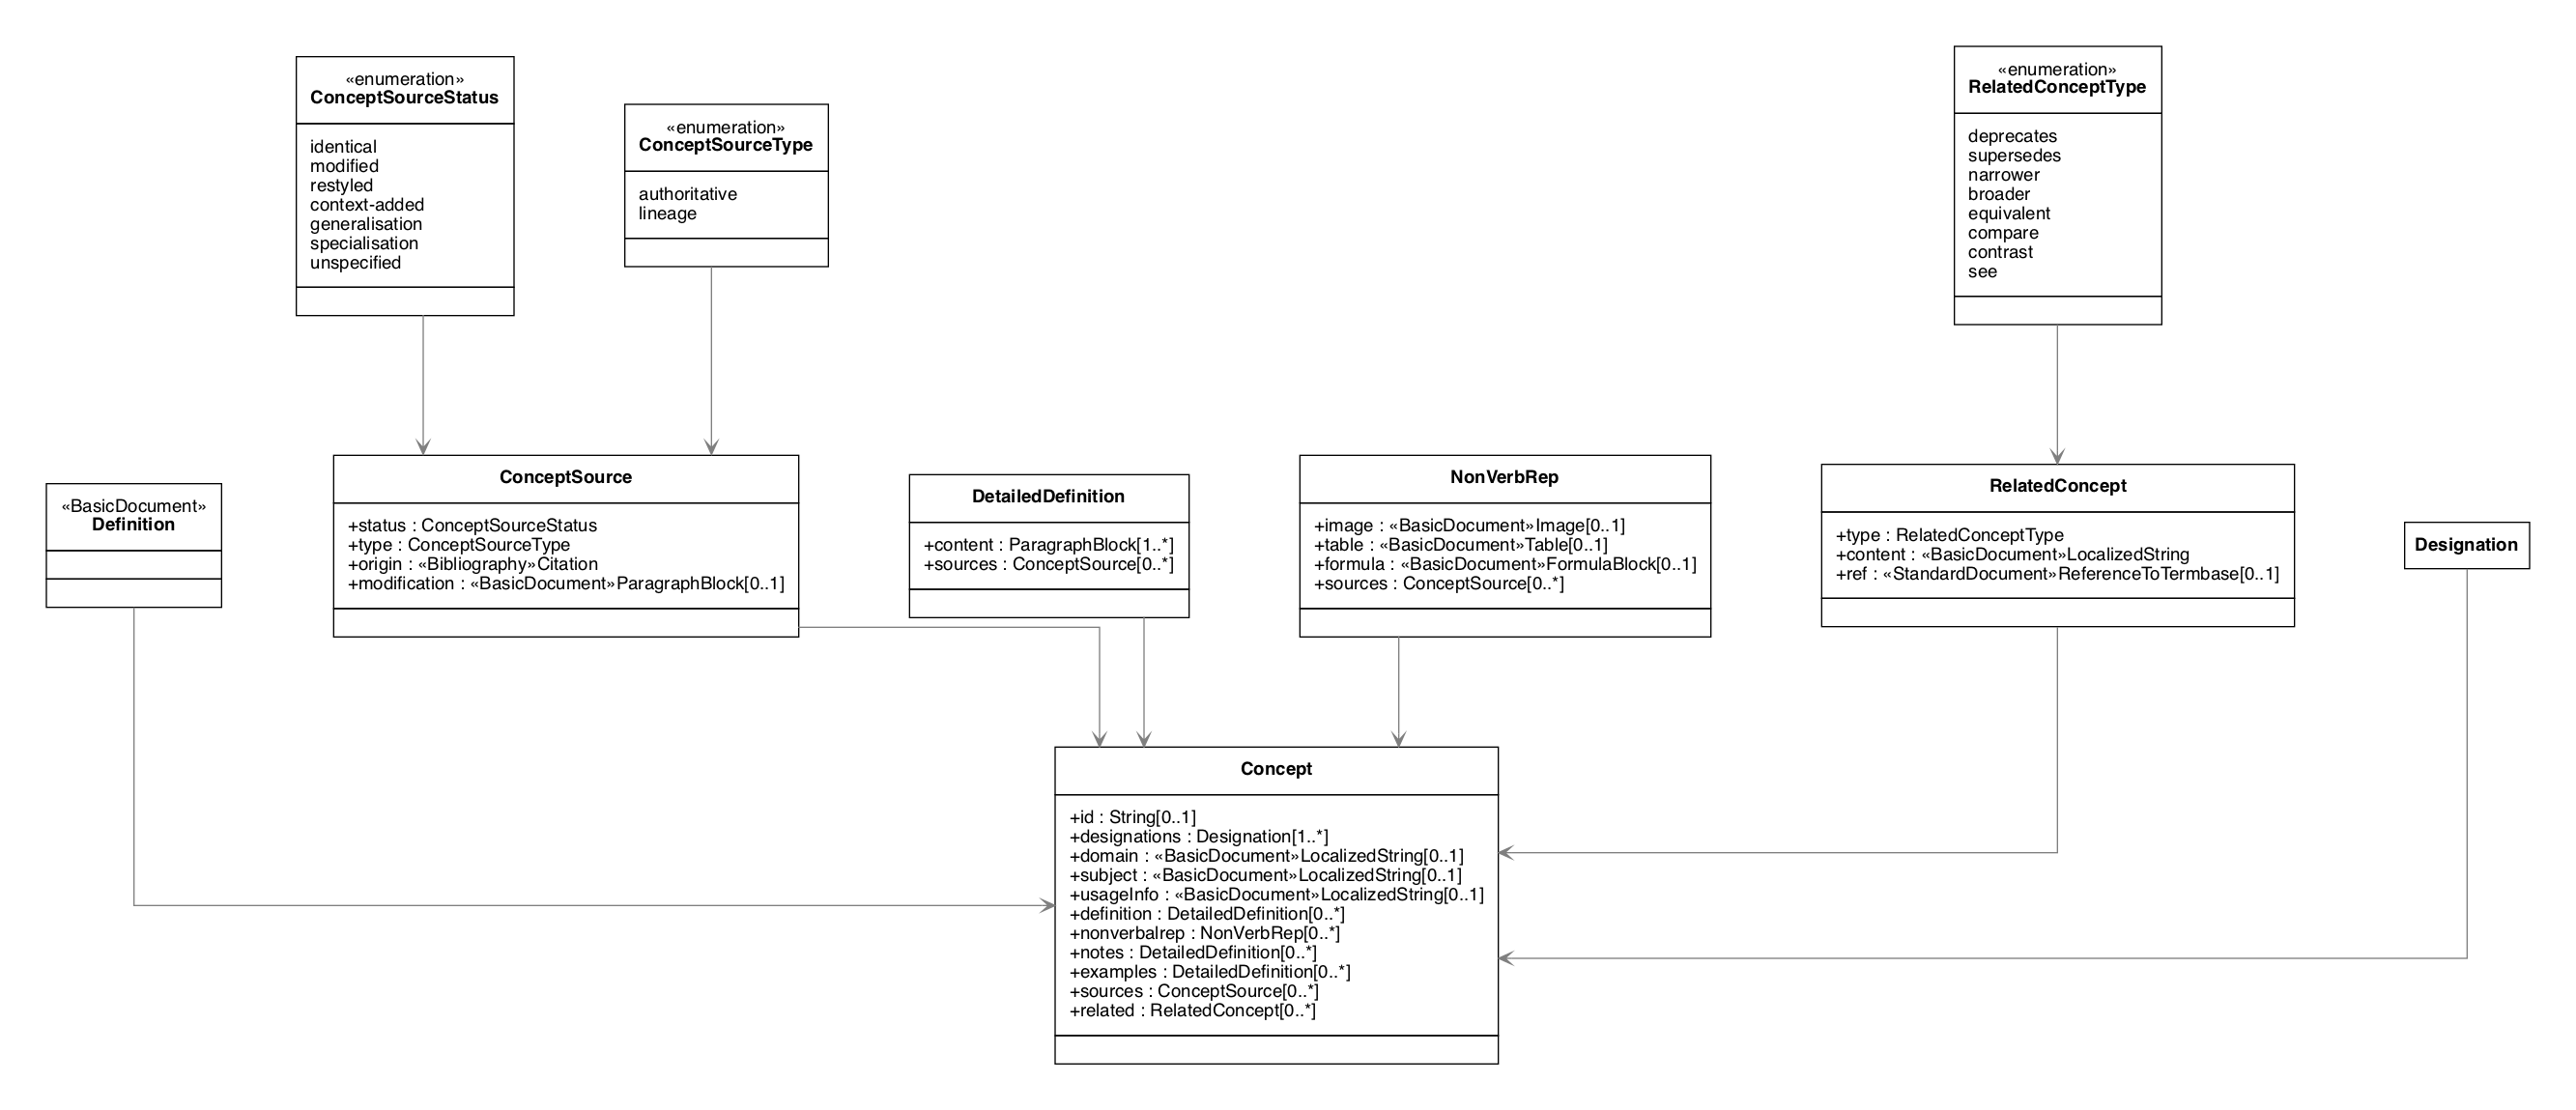 «enumeration»
ConceptSourceStatus
identical
modified
restyled
context-added
generalisation
specialisation
unspecified
«enumeration»
ConceptSourceType
authoritative
lineage
«enumeration»
RelatedConceptType
deprecates
supersedes
narrower
broader
equivalent
compare
contrast
see
«BasicDocument»
Definition
ConceptSource
+status : ConceptSourceStatus
+type : ConceptSourceType
+origin : «Bibliography»Citation
+modification : «BasicDocument»ParagraphBlock[0..1]
DetailedDefinition
+content : ParagraphBlock[1..*]
+sources : ConceptSource[0..*]
NonVerbRep
+image : «BasicDocument»Image[0..1]
+table : «BasicDocument»Table[0..1]
+formula : «BasicDocument»FormulaBlock[0..1]
+sources : ConceptSource[0..*]
RelatedConcept
+type : RelatedConceptType
+content : «BasicDocument»LocalizedString
+ref : «StandardDocument»ReferenceToTermbase[0..1]
Designation
Concept
+id : String[0..1]
+designations : Designation[1..*]
+domain : «BasicDocument»LocalizedString[0..1]
+subject : «BasicDocument»LocalizedString[0..1]
+usageInfo : «BasicDocument»LocalizedString[0..1]
+definition : DetailedDefinition[0..*]
+nonverbalrep : NonVerbRep[0..*]
+notes : DetailedDefinition[0..*]
+examples : DetailedDefinition[0..*]
+sources : ConceptSource[0..*]
+related : RelatedConcept[0..*]